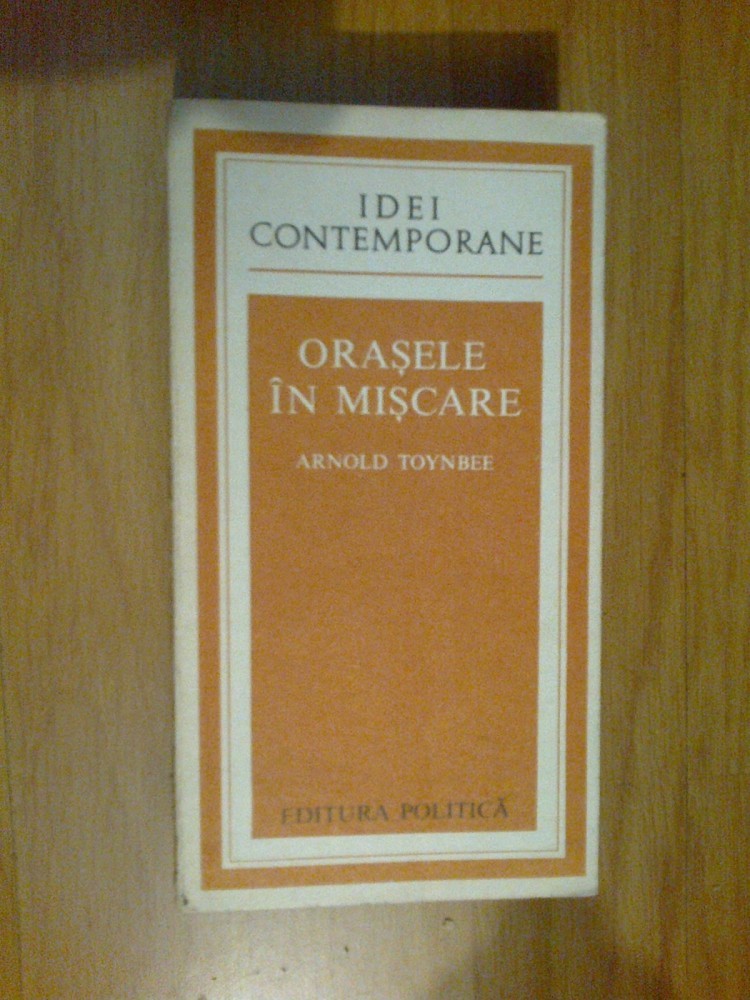 IDEI
CONTEMPORANE
ORAȘELE
ÎN MIȘCARE
ARNOLD TOYNBEE
EDITURA POLITICĂ